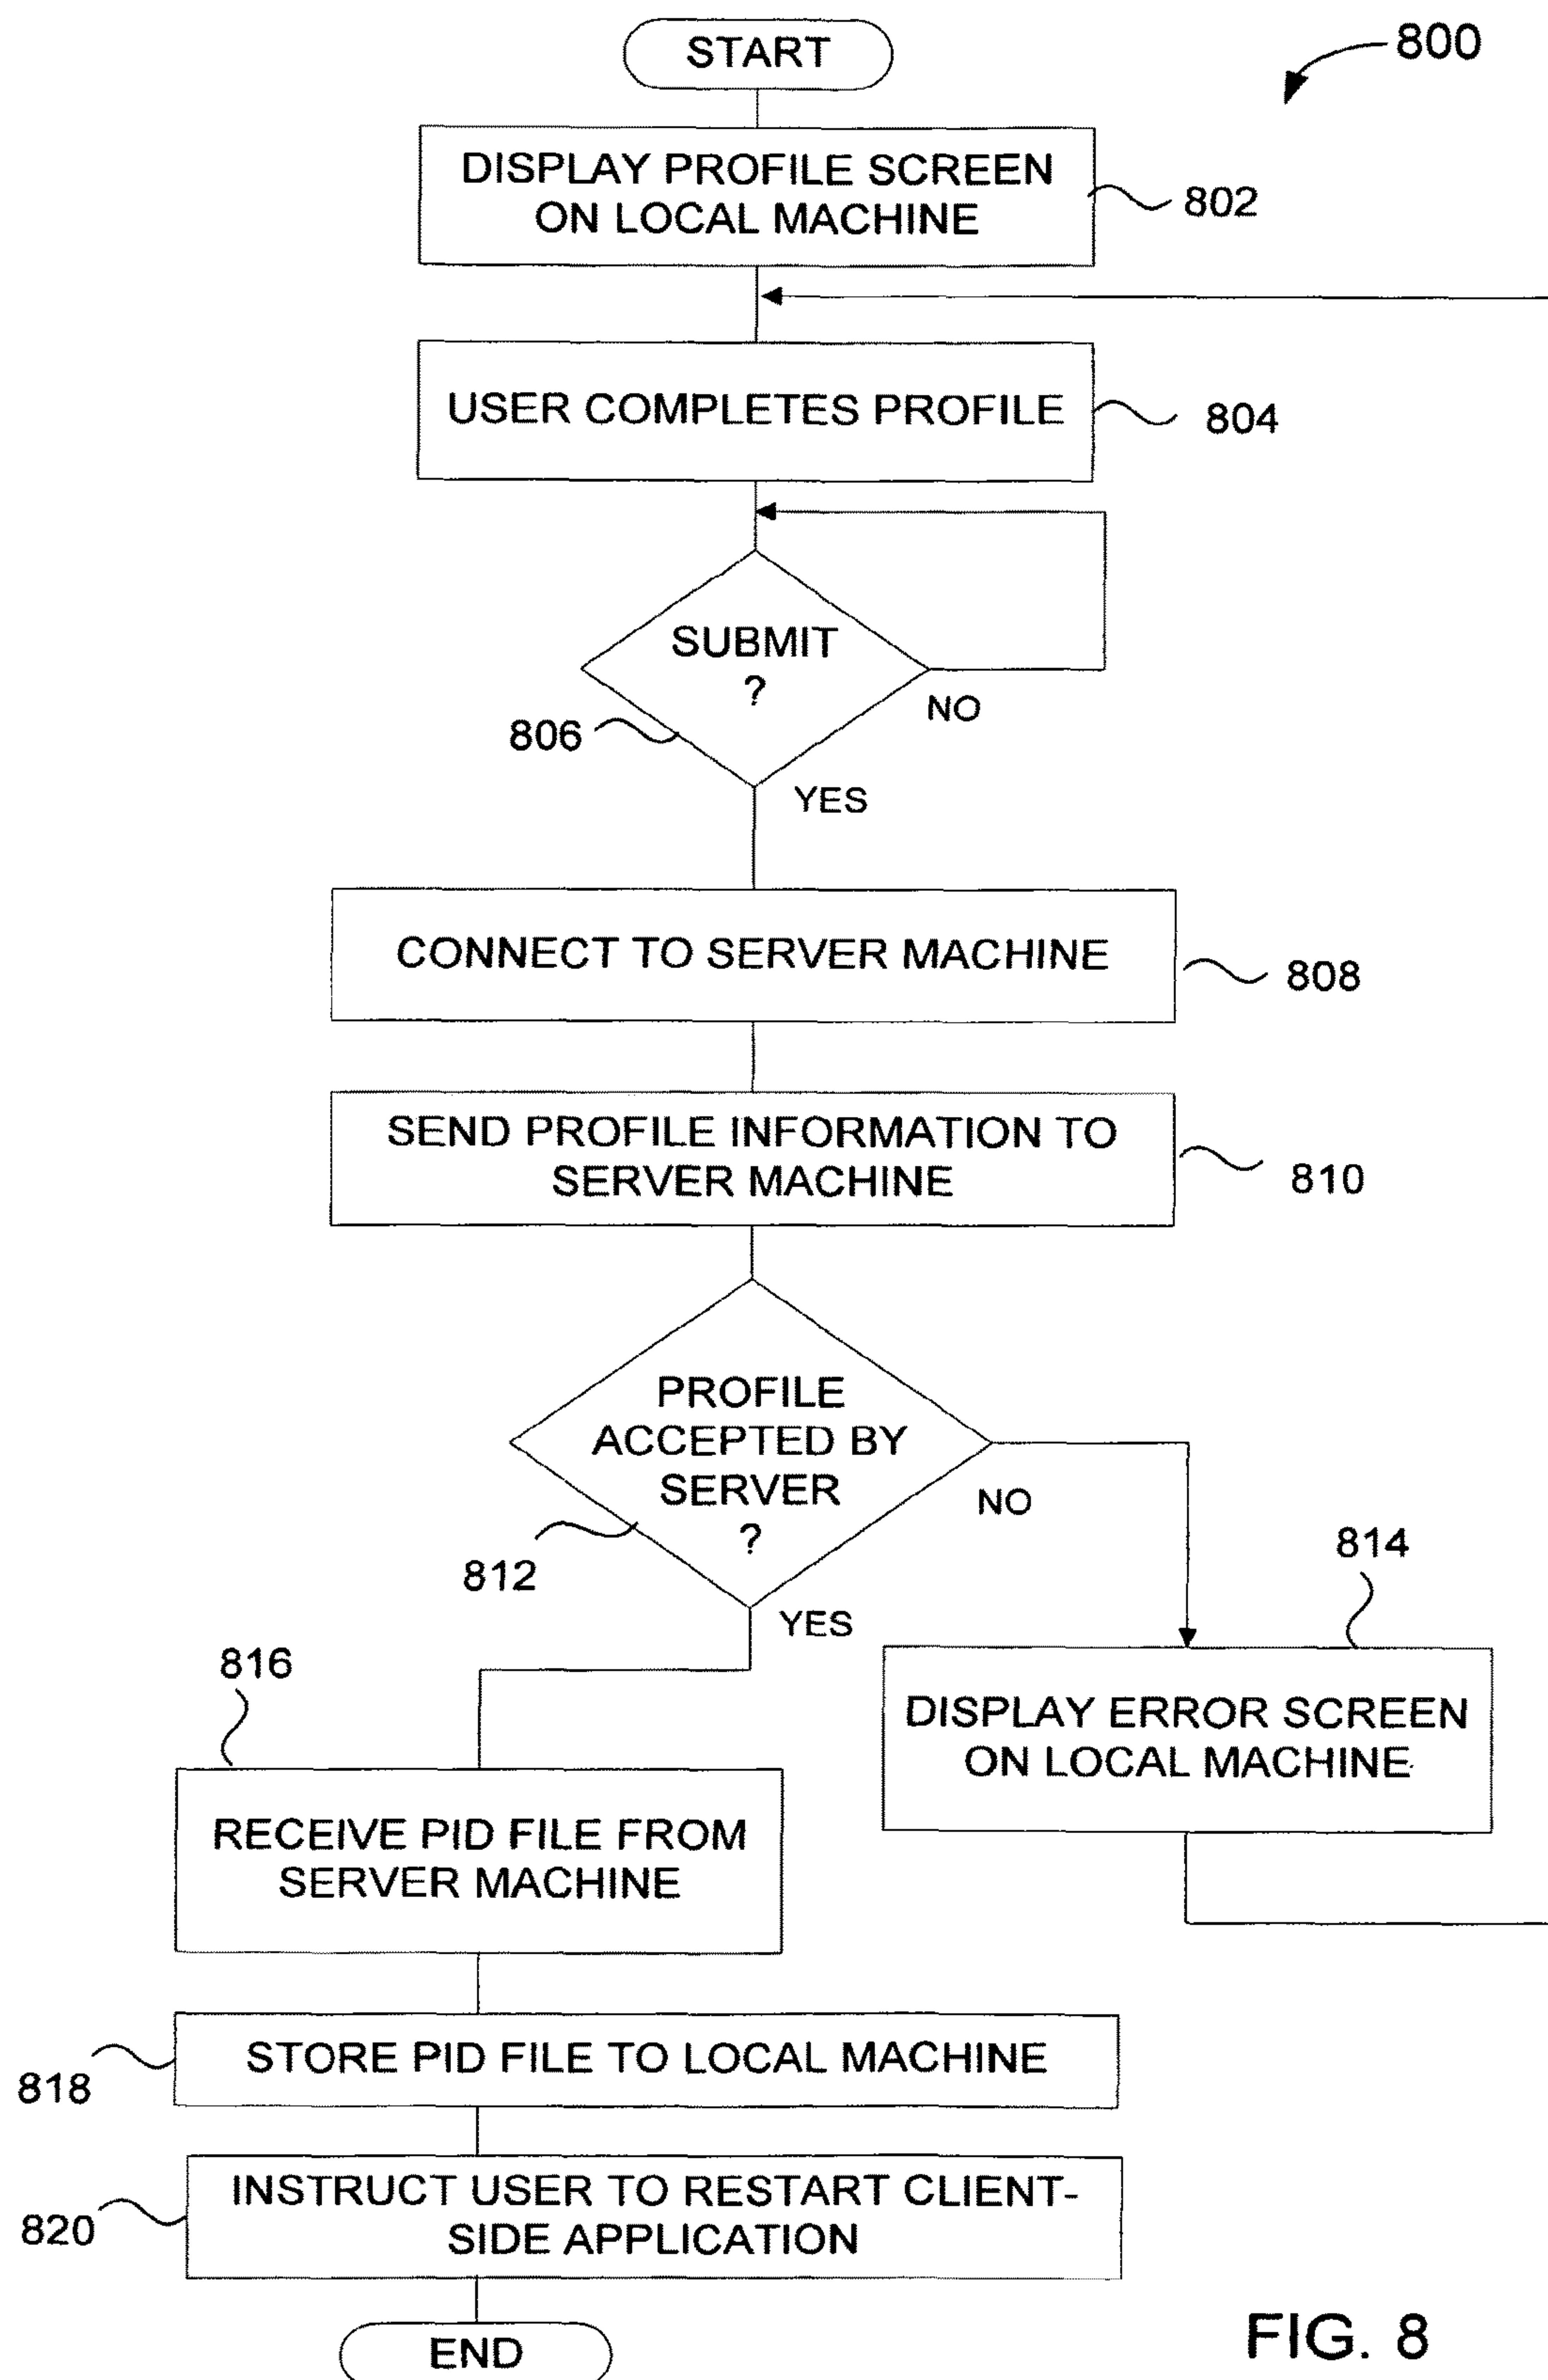 START
800
DISPLAY PROFILE SCREEN
ON LOCAL MACHINE
802
USER COMPLETES PROFILE
804
SUBMIT
?
NO
806
YES
CONNECT TO SERVER MACHINE
808
SEND PROFILE INFORMATION TO
SERVER MACHINE
810
PROFILE
ACCEPTED BY
SERVER
?
NO
812
YES
814
816
DISPLAY ERROR SCREEN
ON LOCAL MACHINE
RECEIVE PID FILE FROM
SERVER MACHINE
STORE PID FILE TO LOCAL MACHINE
818
INSTRUCT USER TO RESTART CLIENT-
SIDE APPLICATION
820
END
FIG. 8